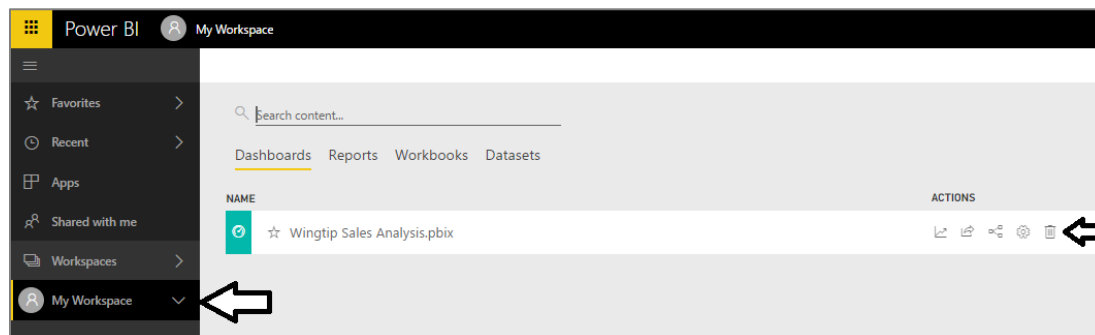 Power BI My Workspace
Search content...
Favorites
Recent
Dashboards Reports Workbooks Datasets
Apps
NAME ACTIONS
Shared with me
Wingtip Sales Analysis.pbix
Workspaces
My Workspace